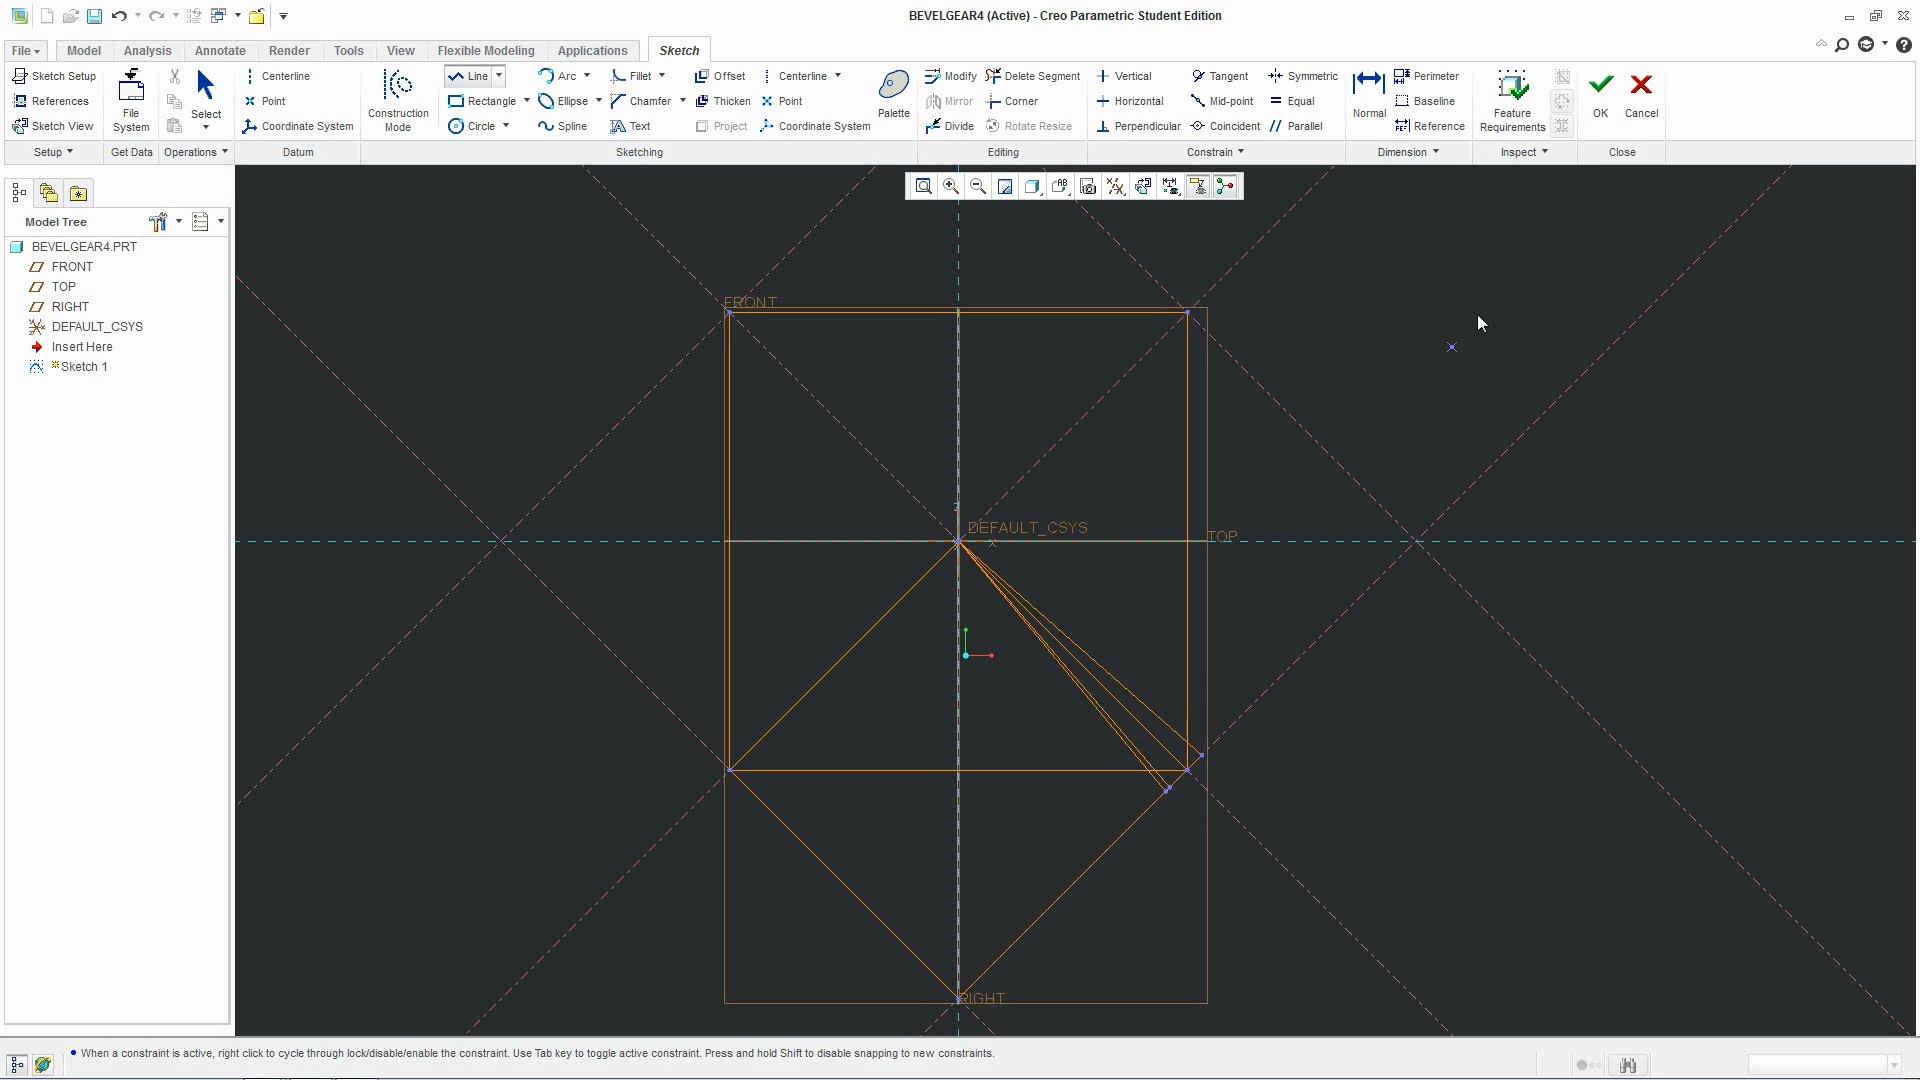 BEVELGEAR4 (Active) - Creo Parametric Student Edition
File Model Analysis Annotate Render Tools View Flexible Modeling Applications Sketch
Sketch Setup Centerline Line Arc Fillet Offset Centerline Modify Delete Segment Vertical Tangent Symmetric Perimeter
References Point Rectangle Ellipse Chamfer Thicken Point Mirror Corner Horizontal Mid-point Equal Baseline
Sketch View Coordinate System Circle Spline Text Project Coordinate System Divide Rotate Resize Perpendicular Coincident Parallel Reference
File System Select Construction Mode Palette Normal Feature Requirements OK Cancel
Setup Get Data Operations Datum Sketching Editing Constrain Dimension Inspect Close
Model Tree
BEVELGEAR4.PRT
FRONT
TOP
RIGHT
DEFAULT_CSYS
Insert Here
Sketch 1
FRONT
DEFAULT_CSYS
TOP
RIGHT
When a constraint is active, right click to cycle through lock/disable/enable the constraint. Use Tab key to toggle active constraint. Press and hold Shift to disable snapping to new constraints.